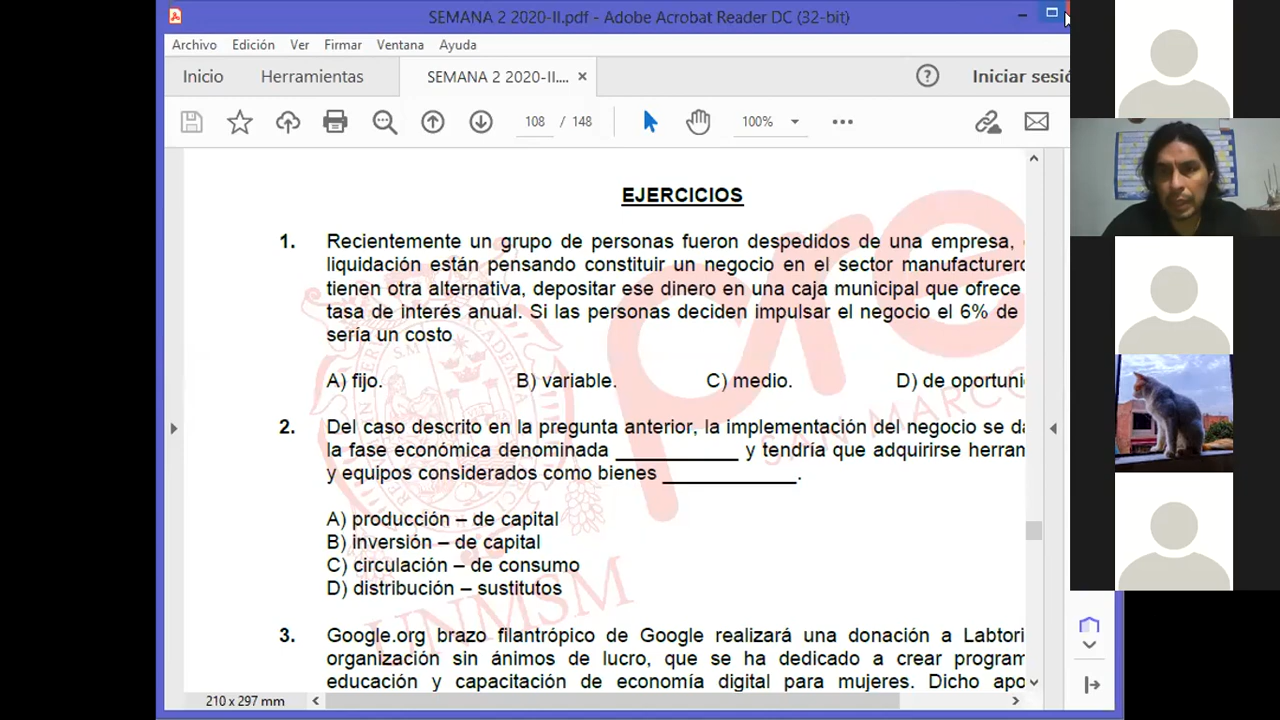 SEMANA 2 2020-II.pdf - Adobe Acrobat Reader DC (32-bit)
Archivo Edición Ver Firmar Ventana Ayuda
Inicio Herramientas SEMANA 2 2020-II.... × Iniciar sesió
108 / 148 100%
EJERCICIOS
1. Recientemente un grupo de personas fueron despedidos de una empresa,
liquidación están pensando constituir un negocio en el sector manufacturero
tienen otra alternativa, depositar ese dinero en una caja municipal que ofrece
tasa de interés anual. Si las personas deciden impulsar el negocio el 6% de
sería un costo
A) fijo. B) variable. C) medio. D) de oportuni
2. Del caso descrito en la pregunta anterior, la implementación del negocio se da
la fase económica denominada ___________ y tendría que adquirirse herram
y equipos considerados como bienes ____________.
A) producción – de capital
B) inversión – de capital
C) circulación – de consumo
D) distribución – sustitutos
3. Google.org brazo filantrópico de Google realizará una donación a Labtori
organización sin ánimos de lucro, que se ha dedicado a crear program
educación y capacitación de economía digital para mujeres. Dicho apo
pre
SAN MARCO
UNMSM
210 x 297 mm